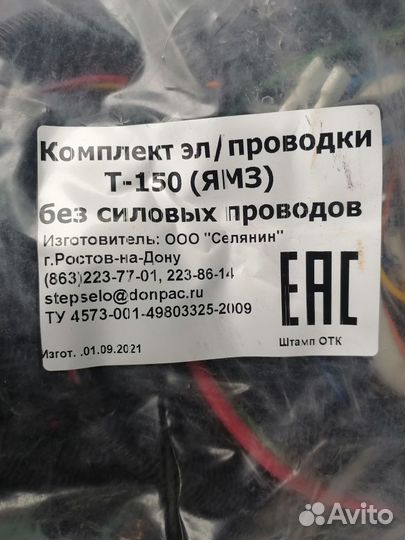 Комплект эл/проводки
Т-150 (ЯМЗ)
без силовых проводов
Изготовитель: ООО "Селянин"
г.Ростов-на-Дону
(863)223-77-01, 223-86-14
stepselo@donpac.ru
ТУ 4573-001-49803325-2009
EAC
Изгот. .01.09.2021
Штамп ОТК
Avito